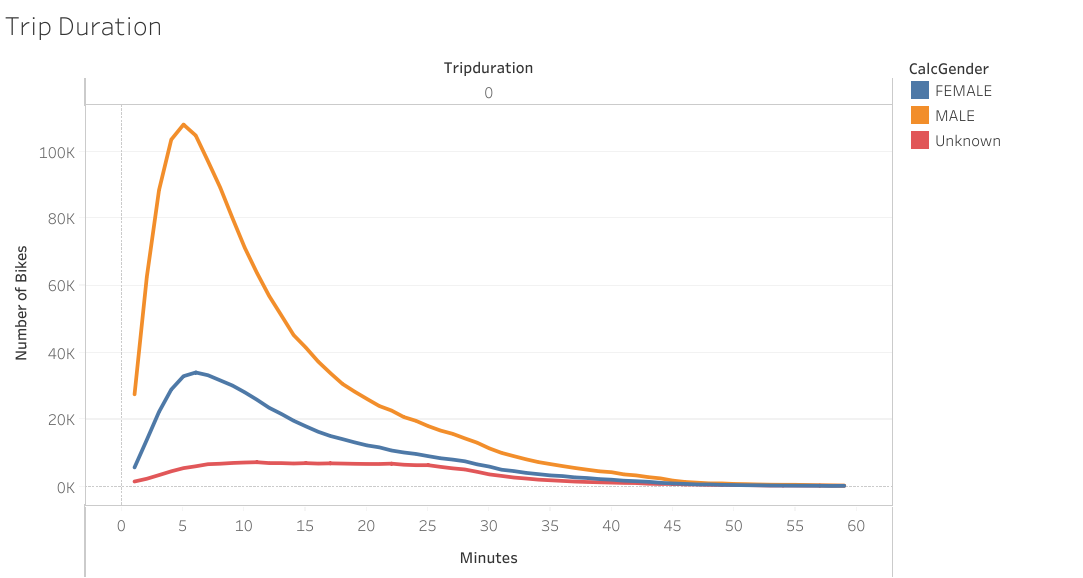 Trip Duration
Tripduration
0
CalcGender
FEMALE
MALE
Unknown
Number of Bikes
100K
80K
60K
40K
20K
0K
0 5 10 15 20 25 30 35 40 45 50 55 60
Minutes